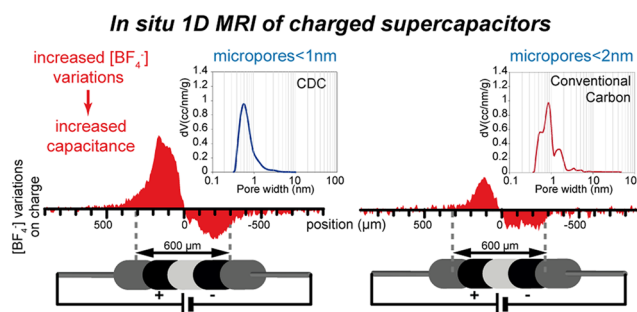 In situ 1D MRI of charged supercapacitors
increased [BF4-]
variations
increased
capacitance
micropores<1nm
CDC
dV(cc/nm/g)
1.4
1.2
1
0.8
0.6
0.4
0.2
0
0.1
1
10
100
Pore width (nm)
micropores<2nm
Conventional
Carbon
dV(cc/nm/g)
1.4
1.2
1
0.8
0.6
0.4
0.2
0
0.1
1
10
Pore width (nm)
[BF4-] variations
on charge
500
0
-500
position (µm)
500
0
-500
600 µm
600 µm
+
-
+
-